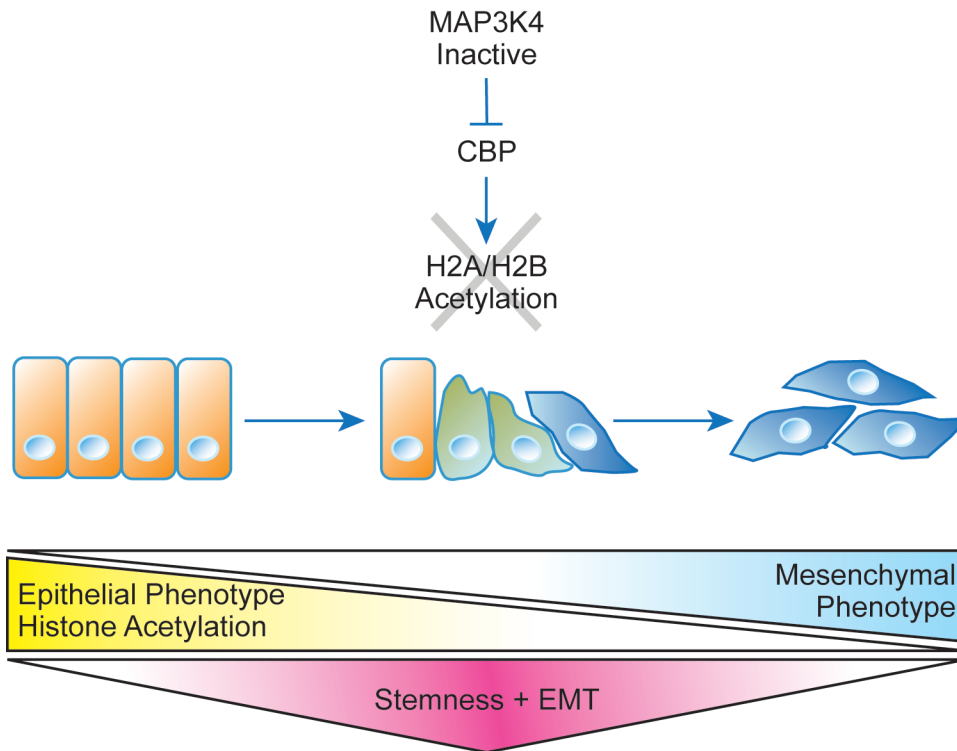 MAP3K4
Inactive
CBP
H2A/H2B
Acetylation
Epithelial Phenotype
Histone Acetylation
Mesenchymal
Phenotype
Stemness + EMT